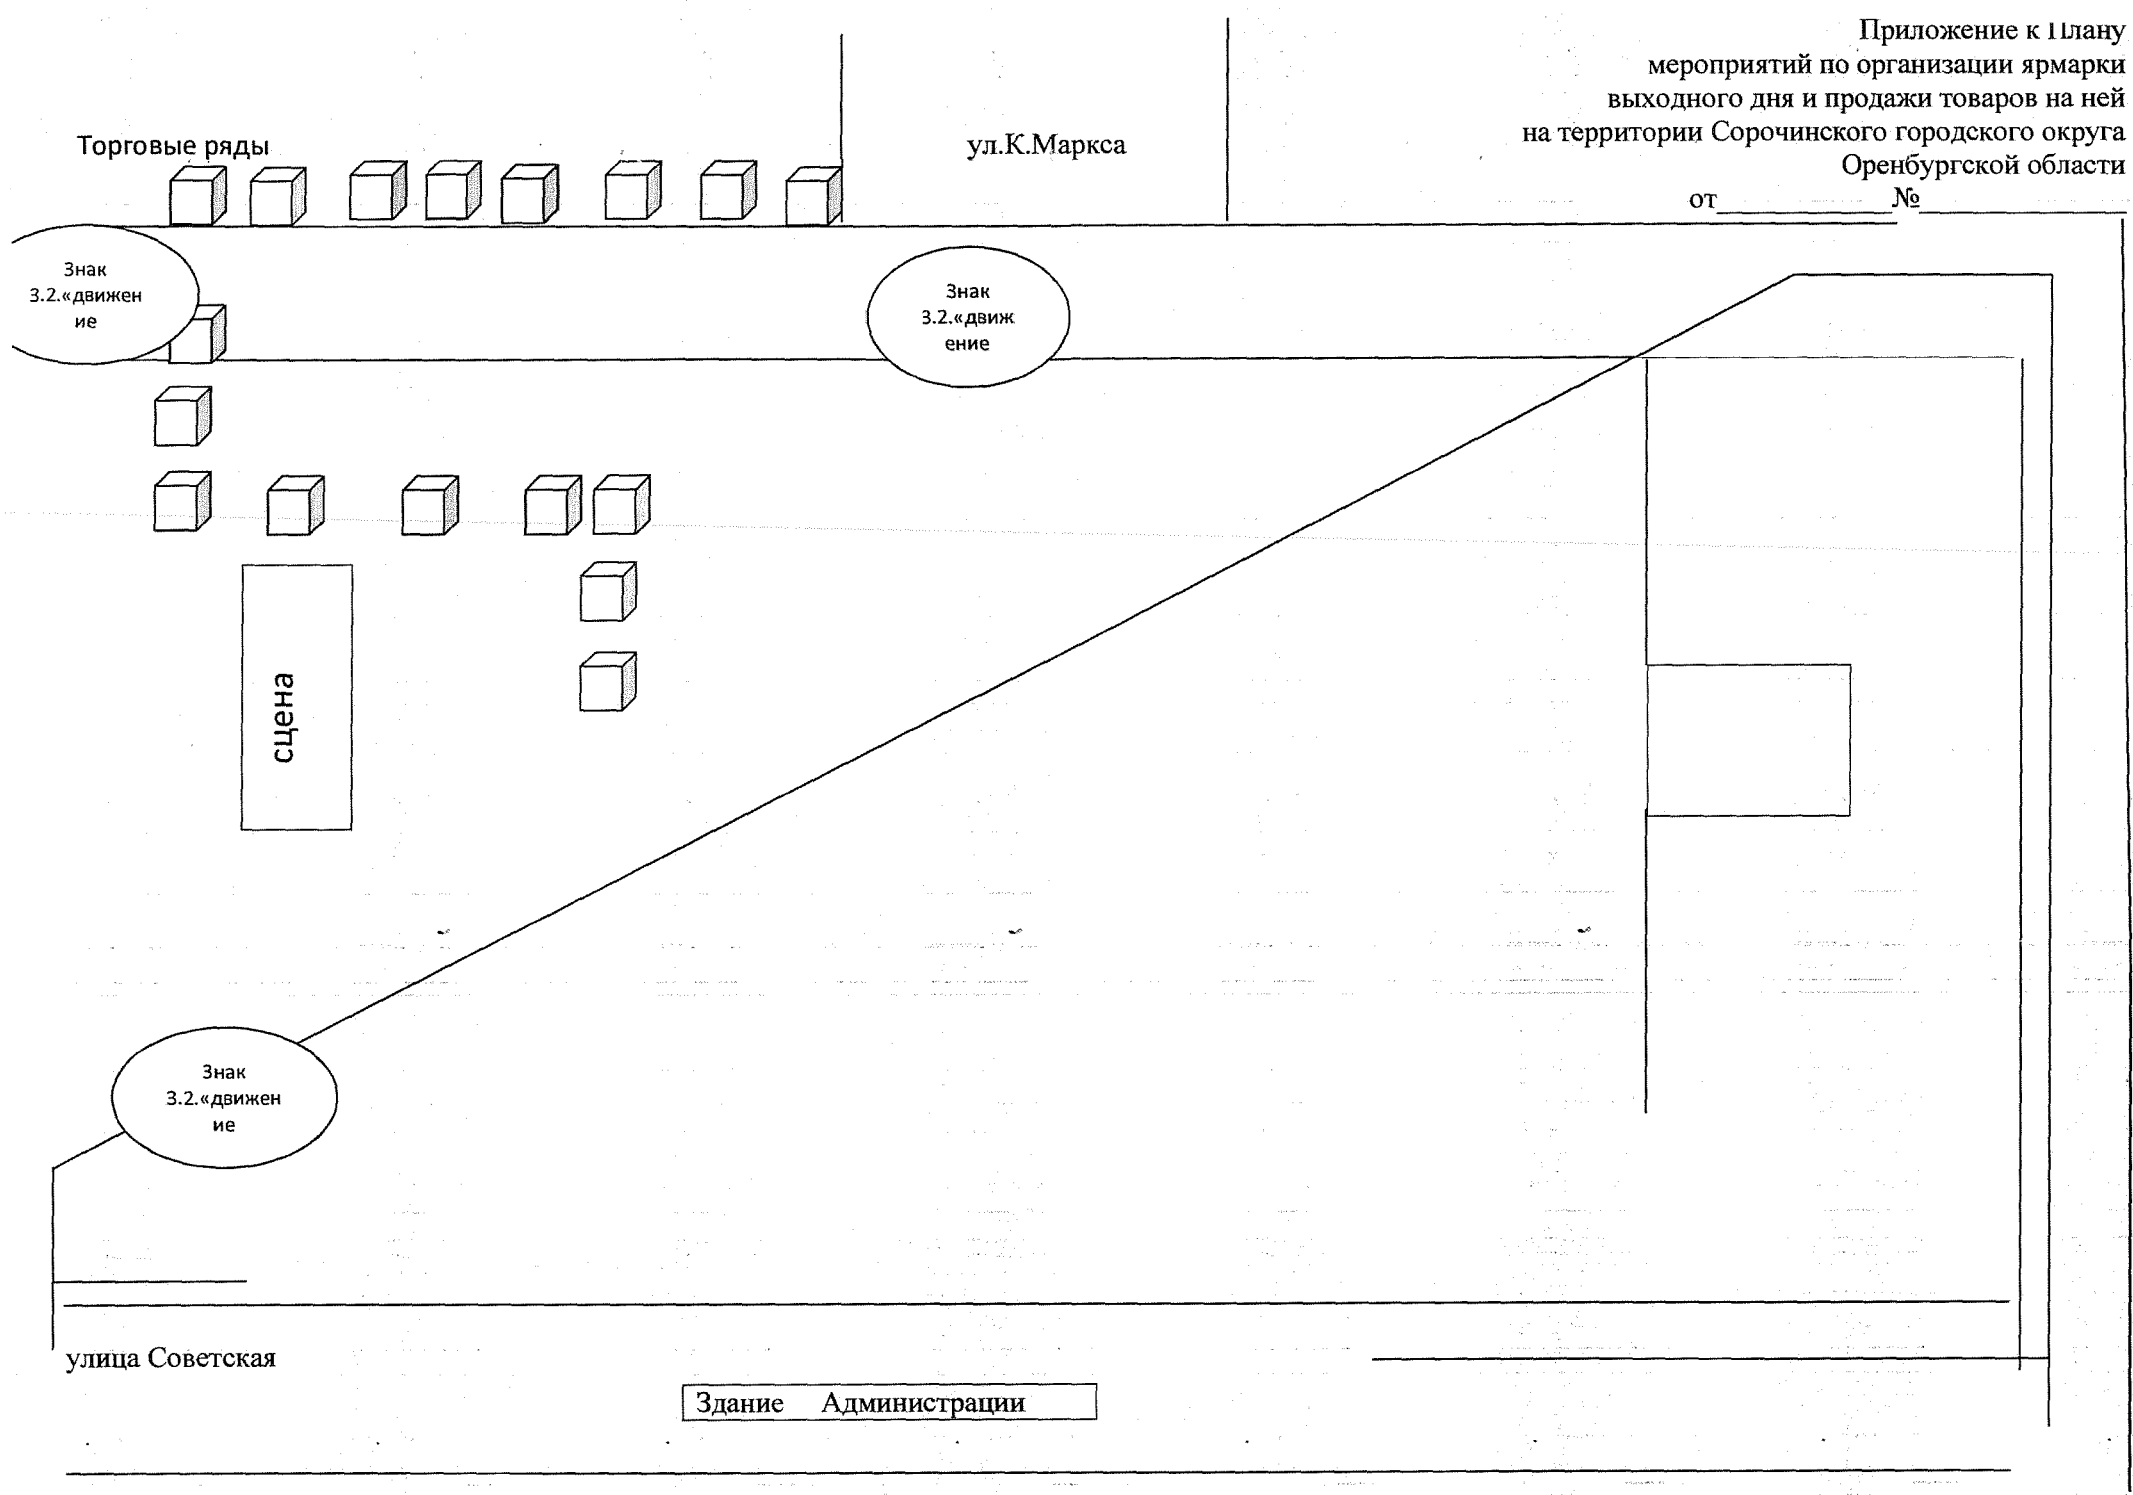 Приложение к Плану
мероприятий по организации ярмарки
выходного дня и продажи товаров на ней
на территории Сорочинского городского округа
Оренбургской области
от_____________№_______________
Торговые ряды
ул.К.Маркса
Знак
3.2.«движен
ие
Знак
3.2.«движ
ение
сцена
Знак
3.2.«движен
ие
улица Советская
Здание Администрации